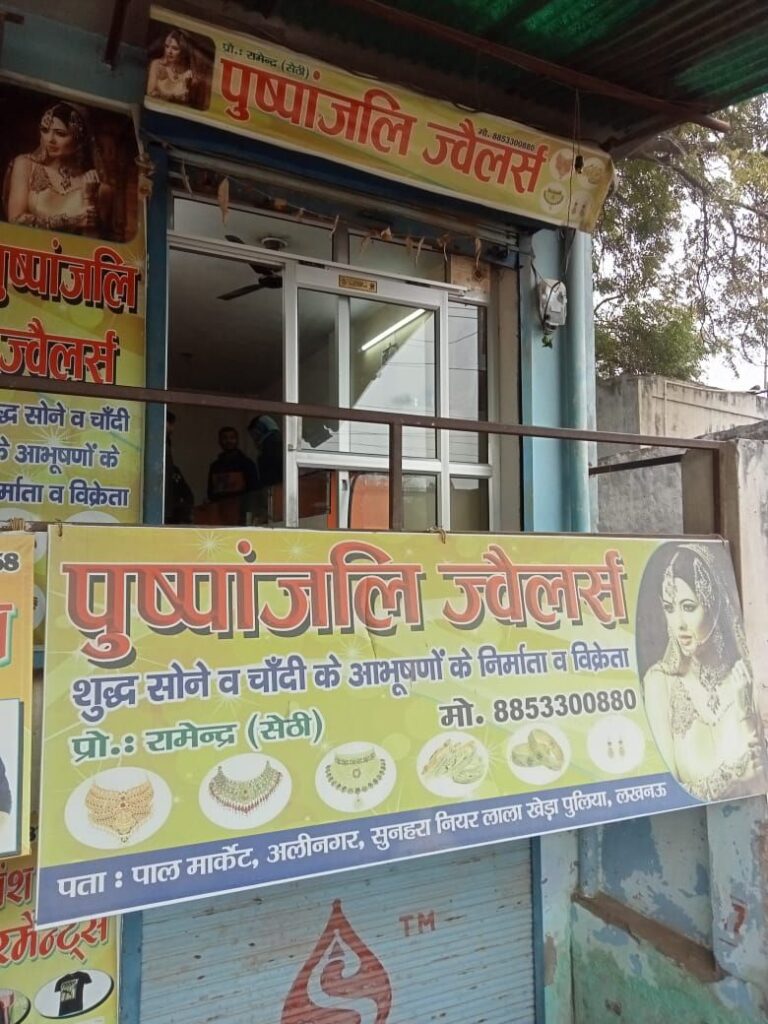 प्रो.: रामेन्द्र (सेठी)
पुष्पांजलि ज्वैलर्स
मो. 8853300880
पुष्पांजलि
ज्वैलर्स
सोने व चाँदी
के आभूषणों के
व विक्रेता
पुष्पांजलि ज्वैलर्स
शुद्ध सोने व चाँदी के आभूषणों के निर्माता व विक्रेता
मो. 8853300880
प्रो.: रामेन्द्र (सेठी)
पता : पाल मार्केट, अलीनगर, सुनहरा नियर लाला खेड़ा पुलिया, लखनऊ
TM